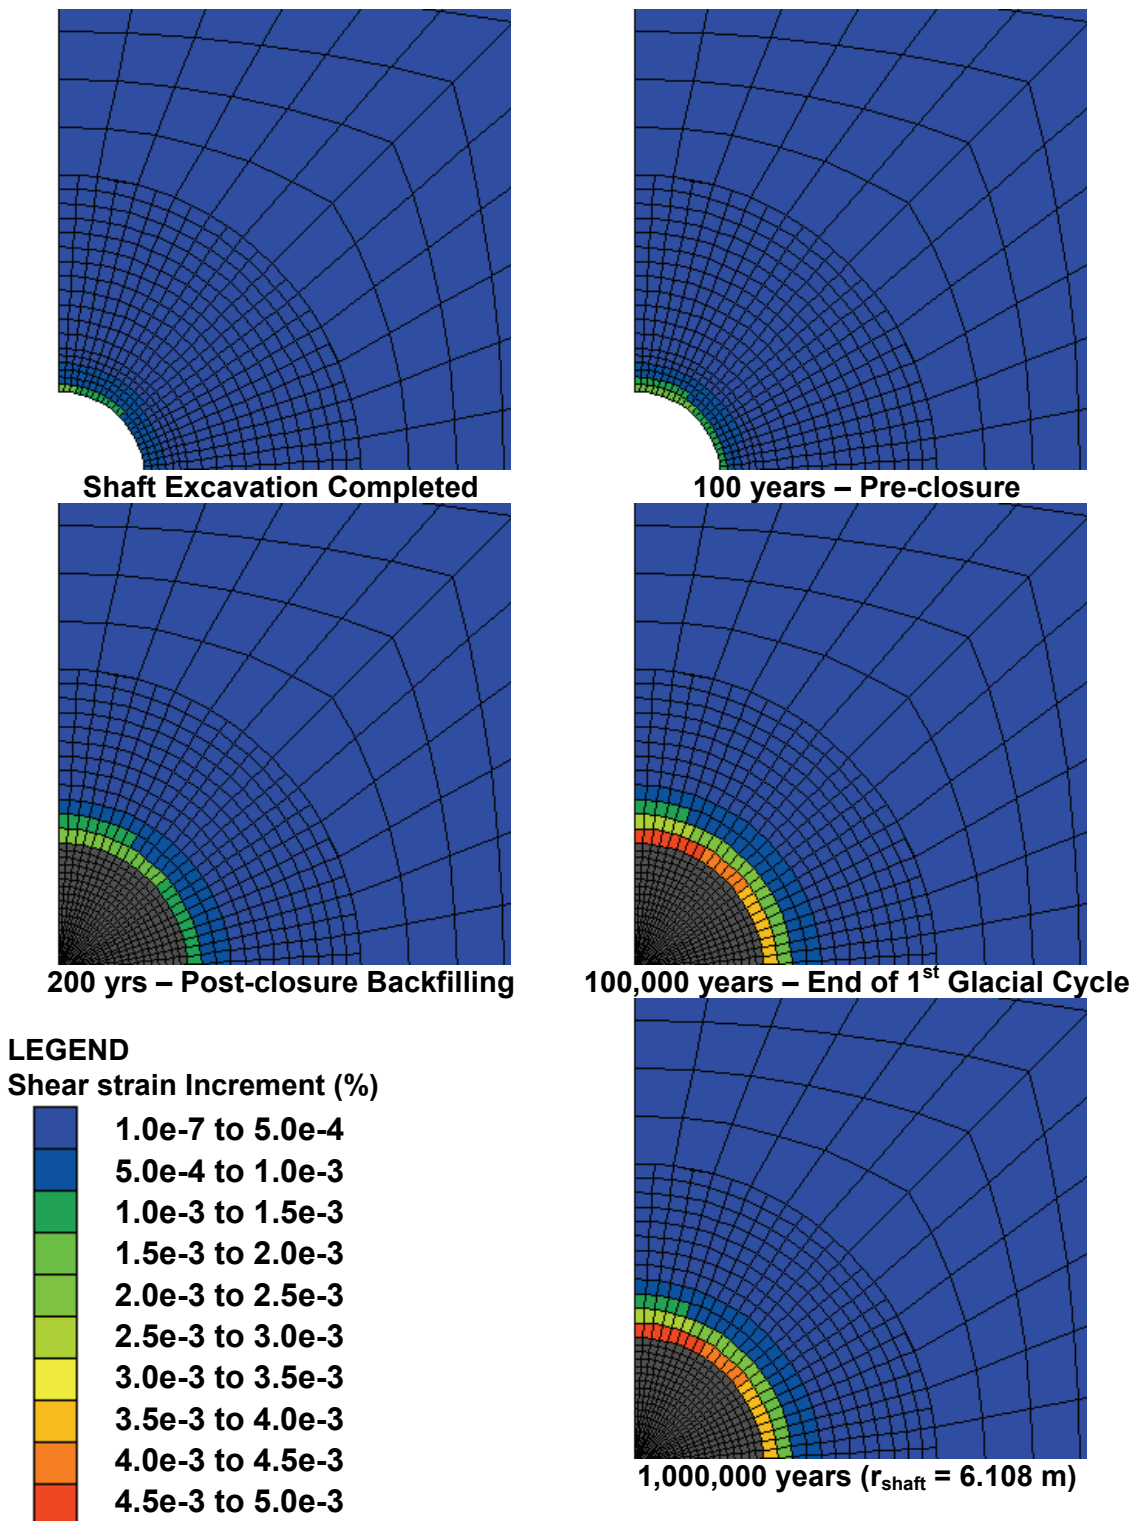 Shaft Excavation Completed
100 years – Pre-closure
200 yrs – Post-closure Backfilling
100,000 years – End of 1st Glacial Cycle
LEGEND
Shear strain Increment (%)
1.0e-7 to 5.0e-4
5.0e-4 to 1.0e-3
1.0e-3 to 1.5e-3
1.5e-3 to 2.0e-3
2.0e-3 to 2.5e-3
2.5e-3 to 3.0e-3
3.0e-3 to 3.5e-3
3.5e-3 to 4.0e-3
4.0e-3 to 4.5e-3
4.5e-3 to 5.0e-3
1,000,000 years (rshaft = 6.108 m)